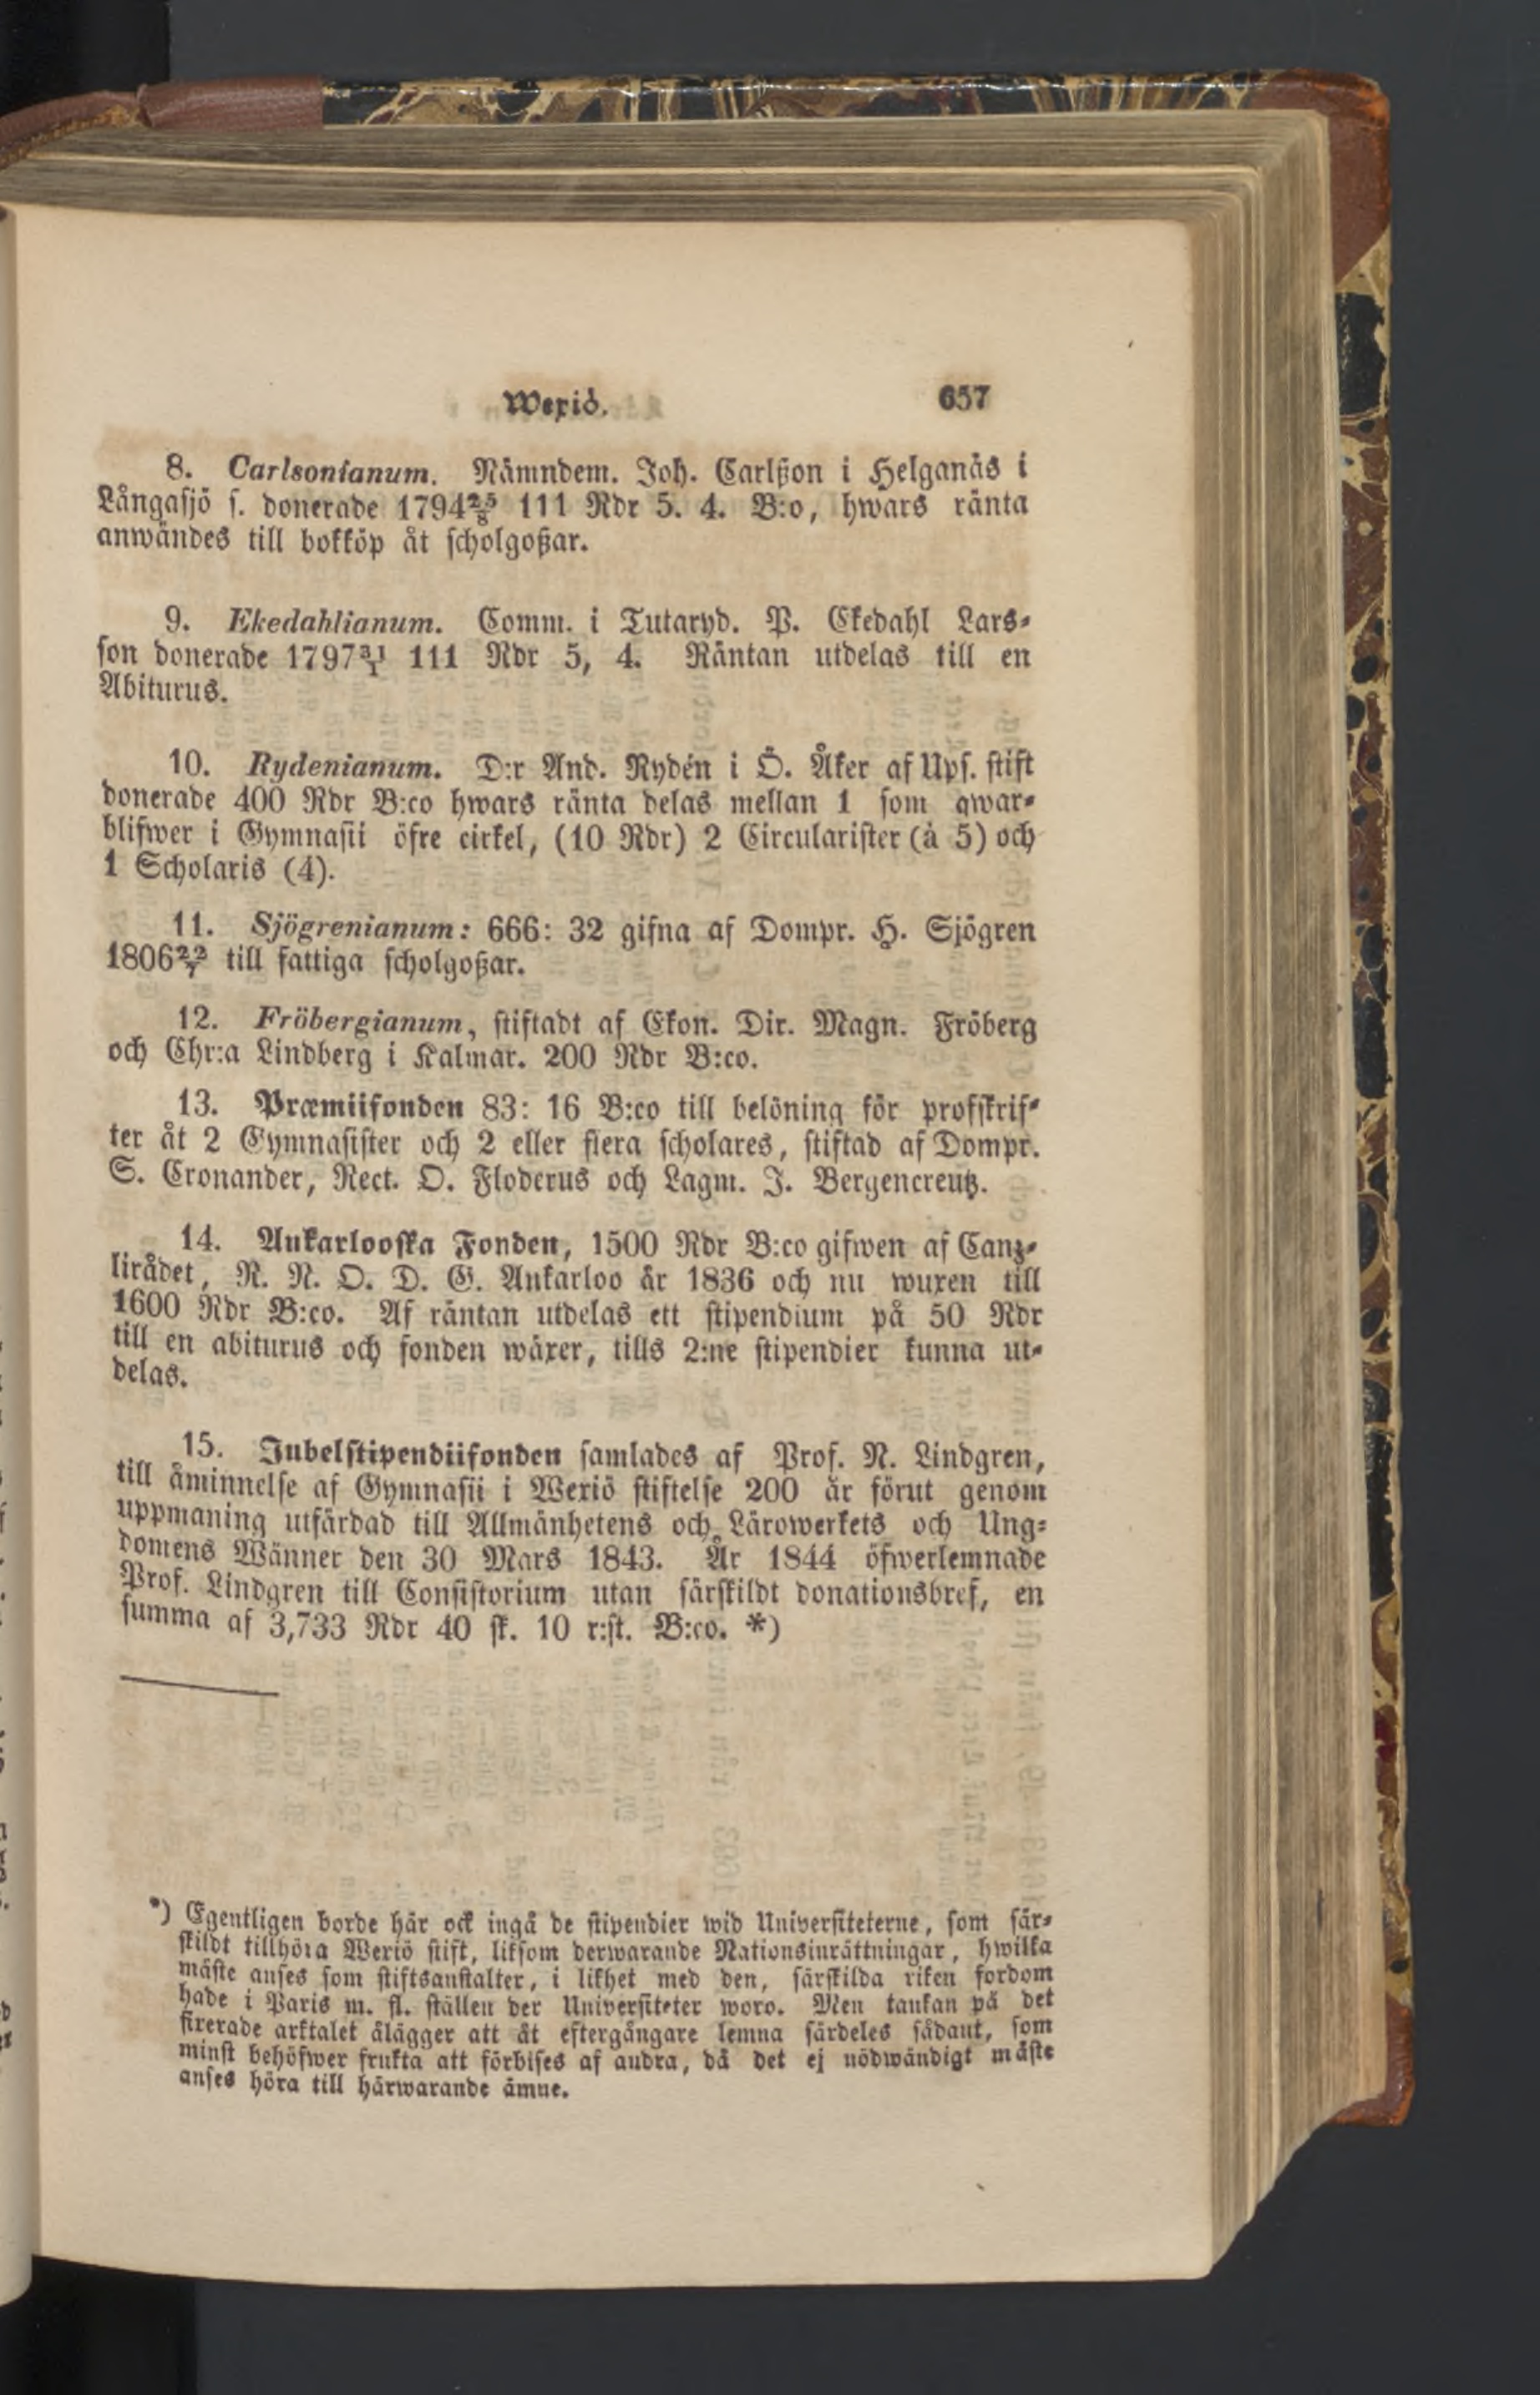 Wexiö. 657
8. Carlsonianum. Nämndem. Joh. Carlßon i Helganäs i
Långasjö s. donerade 1794 25/8 111 Rdr 5. 4. B:o, hwars ränta
anwändes till bokköp åt scholgoßar.
9. Ekedahlianum. Comm. i Tutaryd. P. Ekedahl Lars-
son donerade 1797 31/1 111 Rdr 5, 4. Räntan utdelas till en
Abiturus.
10. Rydenianum. D:r And. Rydén i Ö. Åker af Ups. stift
donerade 400 Rdr B:co hwars ränta delas mellan 1 som qwar-
blifwer i Gymnasii öfre cirkel, (10 Rdr) 2 Circularister (à 5) och
1 Scholaris (4).
11. Sjögrenianum: 666: 32 gifna af Dompr. H. Sjögren
1806 22/7 till fattiga scholgoßar.
12. Fröbergianum, stiftadt af Ekon. Dir. Magn. Fröberg
och Chr:a Lindberg i Kalmar. 200 Rdr B:co.
13. Præmiifonden 83: 16 B:co till belöning för profskrif-
ter åt 2 Gymnasister och 2 eller flera scholares, stiftad af Dompr.
S. Cronander, Rect. O. Floderus och Lagm. J. Bergencreutz.
14. Ankarlooska Fonden, 1500 Rdr B:co gifwen af Canz-
lirådet, R. N. O. D. G. Ankarloo år 1836 och nu wuxen till
1600 Rdr B:co. Af räntan utdelas ett stipendium på 50 Rdr
till en abiturus och fonden wäxer, tills 2:ne stipendier kunna ut-
delas.
15. Jubelstipendiifonden samlades af Prof. N. Lindgren,
till åminnelse af Gymnasii i Wexiö stiftelse 200 år förut genom
uppmaning utfärdad till Allmänhetens och Lärowerkets och Ung-
domens Wänner den 30 Mars 1843. År 1844 öfwerlemnade
Prof. Lindgren till Consistorium utan särskildt donationsbref, en
summa af 3,733 Rdr 40 sk. 10 r:st. B:co. *)
*) Egentligen borde här ock ingå de stipendier wid Universiteterne, som sär-
skildt tillhöra Wexiö stift, liksom derwarande Nationsinrättningar, hwilka
måste anses som stiftsanstalter, i likhet med den, särskilda riken fordom
hade i Paris m. fl. ställen der Universiteter woro. Men tankan på det
fixerade arktalet ålägger att åt eftergångare lemna särdeles sådant, som
minst behöfwer frukta att förbises af andra, då det ej nödwändigt måste
anses höra till härwarande ämne.